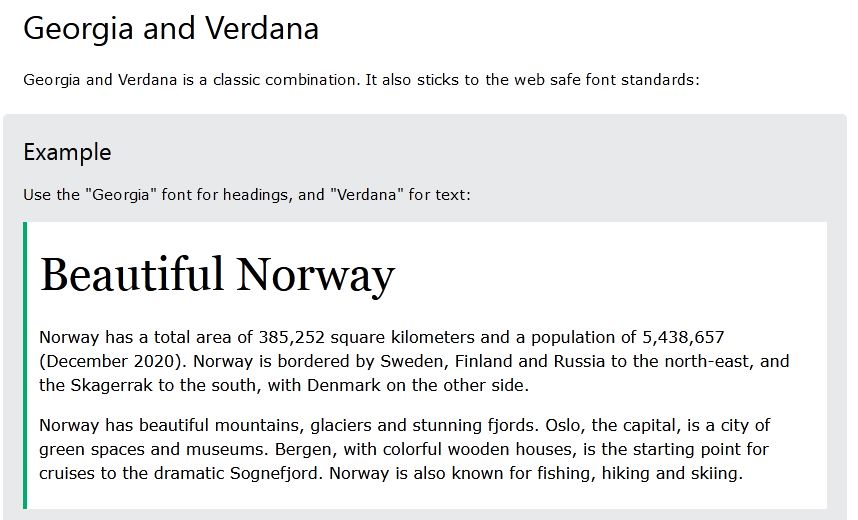 Georgia and Verdana
Georgia and Verdana is a classic combination. It also sticks to the web safe font standards:
Example
Use the "Georgia" font for headings, and "Verdana" for text:
Beautiful Norway
Norway has a total area of 385,252 square kilometers and a population of 5,438,657
(December 2020). Norway is bordered by Sweden, Finland and Russia to the north-east, and
the Skagerrak to the south, with Denmark on the other side.
Norway has beautiful mountains, glaciers and stunning fjords. Oslo, the capital, is a city of
green spaces and museums. Bergen, with colorful wooden houses, is the starting point for
cruises to the dramatic Sognefjord. Norway is also known for fishing, hiking and skiing.